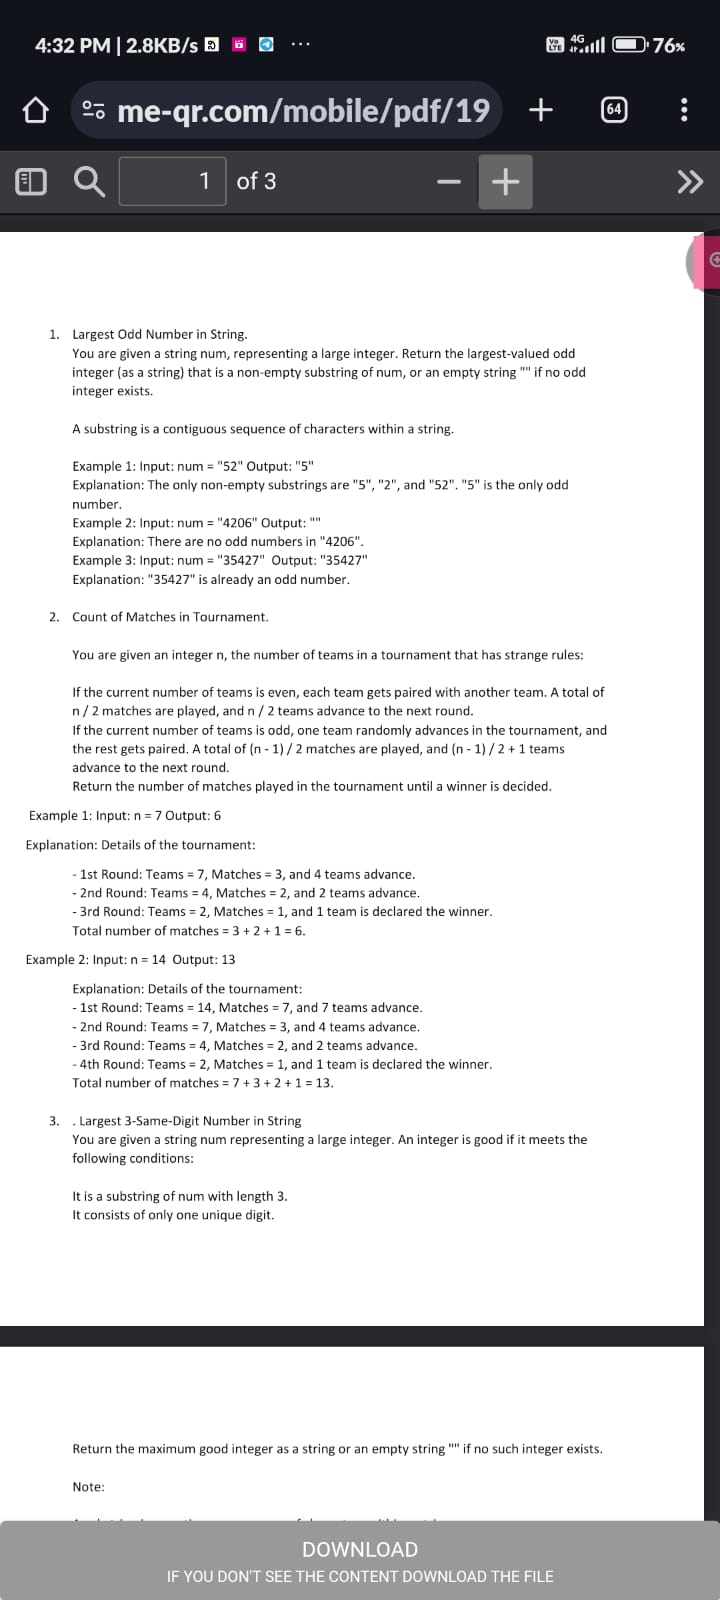 4:32 PM | 2.8KB/s ...
Vo LTE 4G 76%
me-qr.com/mobile/pdf/19 + 64
1 of 3
1. Largest Odd Number in String.
You are given a string num, representing a large integer. Return the largest-valued odd
integer (as a string) that is a non-empty substring of num, or an empty string "" if no odd
integer exists.
A substring is a contiguous sequence of characters within a string.
Example 1: Input: num = "52" Output: "5"
Explanation: The only non-empty substrings are "5", "2", and "52". "5" is the only odd
number.
Example 2: Input: num = "4206" Output: ""
Explanation: There are no odd numbers in "4206".
Example 3: Input: num = "35427" Output: "35427"
Explanation: "35427" is already an odd number.
2. Count of Matches in Tournament.
You are given an integer n, the number of teams in a tournament that has strange rules:
If the current number of teams is even, each team gets paired with another team. A total of
n / 2 matches are played, and n / 2 teams advance to the next round.
If the current number of teams is odd, one team randomly advances in the tournament, and
the rest gets paired. A total of (n - 1) / 2 matches are played, and (n - 1) / 2 + 1 teams
advance to the next round.
Return the number of matches played in the tournament until a winner is decided.
Example 1: Input: n = 7 Output: 6
Explanation: Details of the tournament:
- 1st Round: Teams = 7, Matches = 3, and 4 teams advance.
- 2nd Round: Teams = 4, Matches = 2, and 2 teams advance.
- 3rd Round: Teams = 2, Matches = 1, and 1 team is declared the winner.
Total number of matches = 3 + 2 + 1 = 6.
Example 2: Input: n = 14 Output: 13
Explanation: Details of the tournament:
- 1st Round: Teams = 14, Matches = 7, and 7 teams advance.
- 2nd Round: Teams = 7, Matches = 3, and 4 teams advance.
- 3rd Round: Teams = 4, Matches = 2, and 2 teams advance.
- 4th Round: Teams = 2, Matches = 1, and 1 team is declared the winner.
Total number of matches = 7 + 3 + 2 + 1 = 13.
3. . Largest 3-Same-Digit Number in String
You are given a string num representing a large integer. An integer is good if it meets the
following conditions:
It is a substring of num with length 3.
It consists of only one unique digit.
Return the maximum good integer as a string or an empty string "" if no such integer exists.
Note:
DOWNLOAD
IF YOU DON'T SEE THE CONTENT DOWNLOAD THE FILE